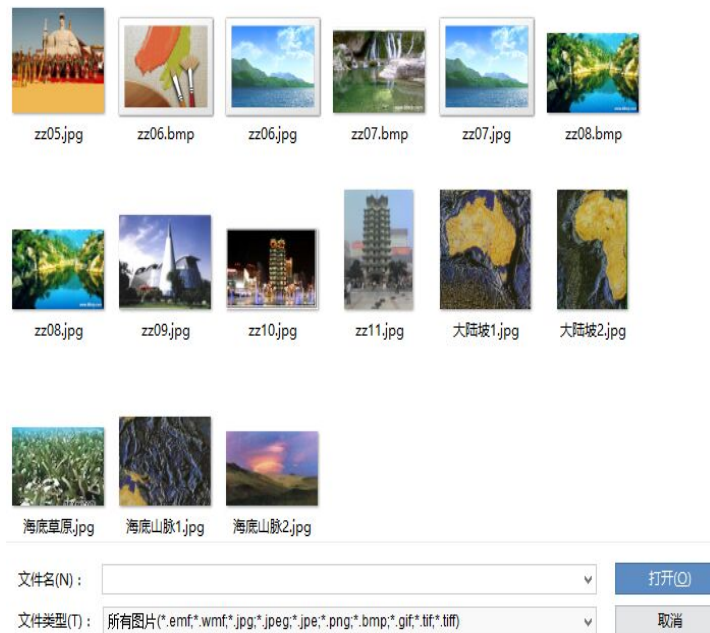 zz05.jpg zz06.bmp zz06.jpg zz07.bmp zz07.jpg zz08.bmp
zz08.jpg zz09.jpg zz10.jpg zz11.jpg 大陆坡1.jpg 大陆坡2.jpg
海底草原.jpg 海底山脉1.jpg 海底山脉2.jpg
文件名(N)： 打开(O)
文件类型(T)： 所有图片(*.emf;*.wmf;*.jpg;*.jpeg;*.jpe;*.png;*.bmp;*.gif;*.tif;*.tiff) 取消